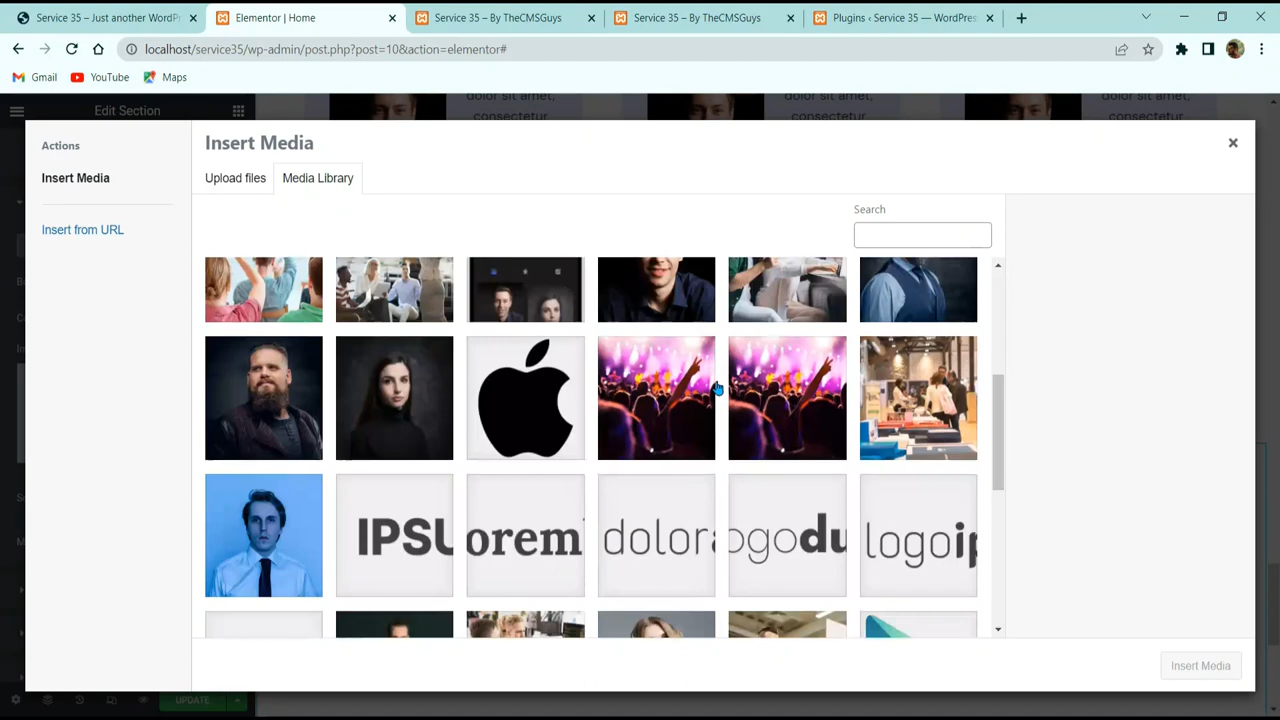 Service 35 – Just another WordPr
Elementor | Home
Service 35 – By TheCMSGuys
Service 35 – By TheCMSGuys
Plugins ‹ Service 35 — WordPres
localhost/service35/wp-admin/post.php?post=10&action=elementor#
Gmail
YouTube
Maps
Edit Section
dolor sit amet,
consectetur
dolor sit amet,
consectetur
dolor sit amet,
consectetur
Actions
Insert Media
Insert from URL
Insert Media
Upload files
Media Library
Search
IPSU
orem
dolor
ogodu
logoip
Insert Media
UPDATE